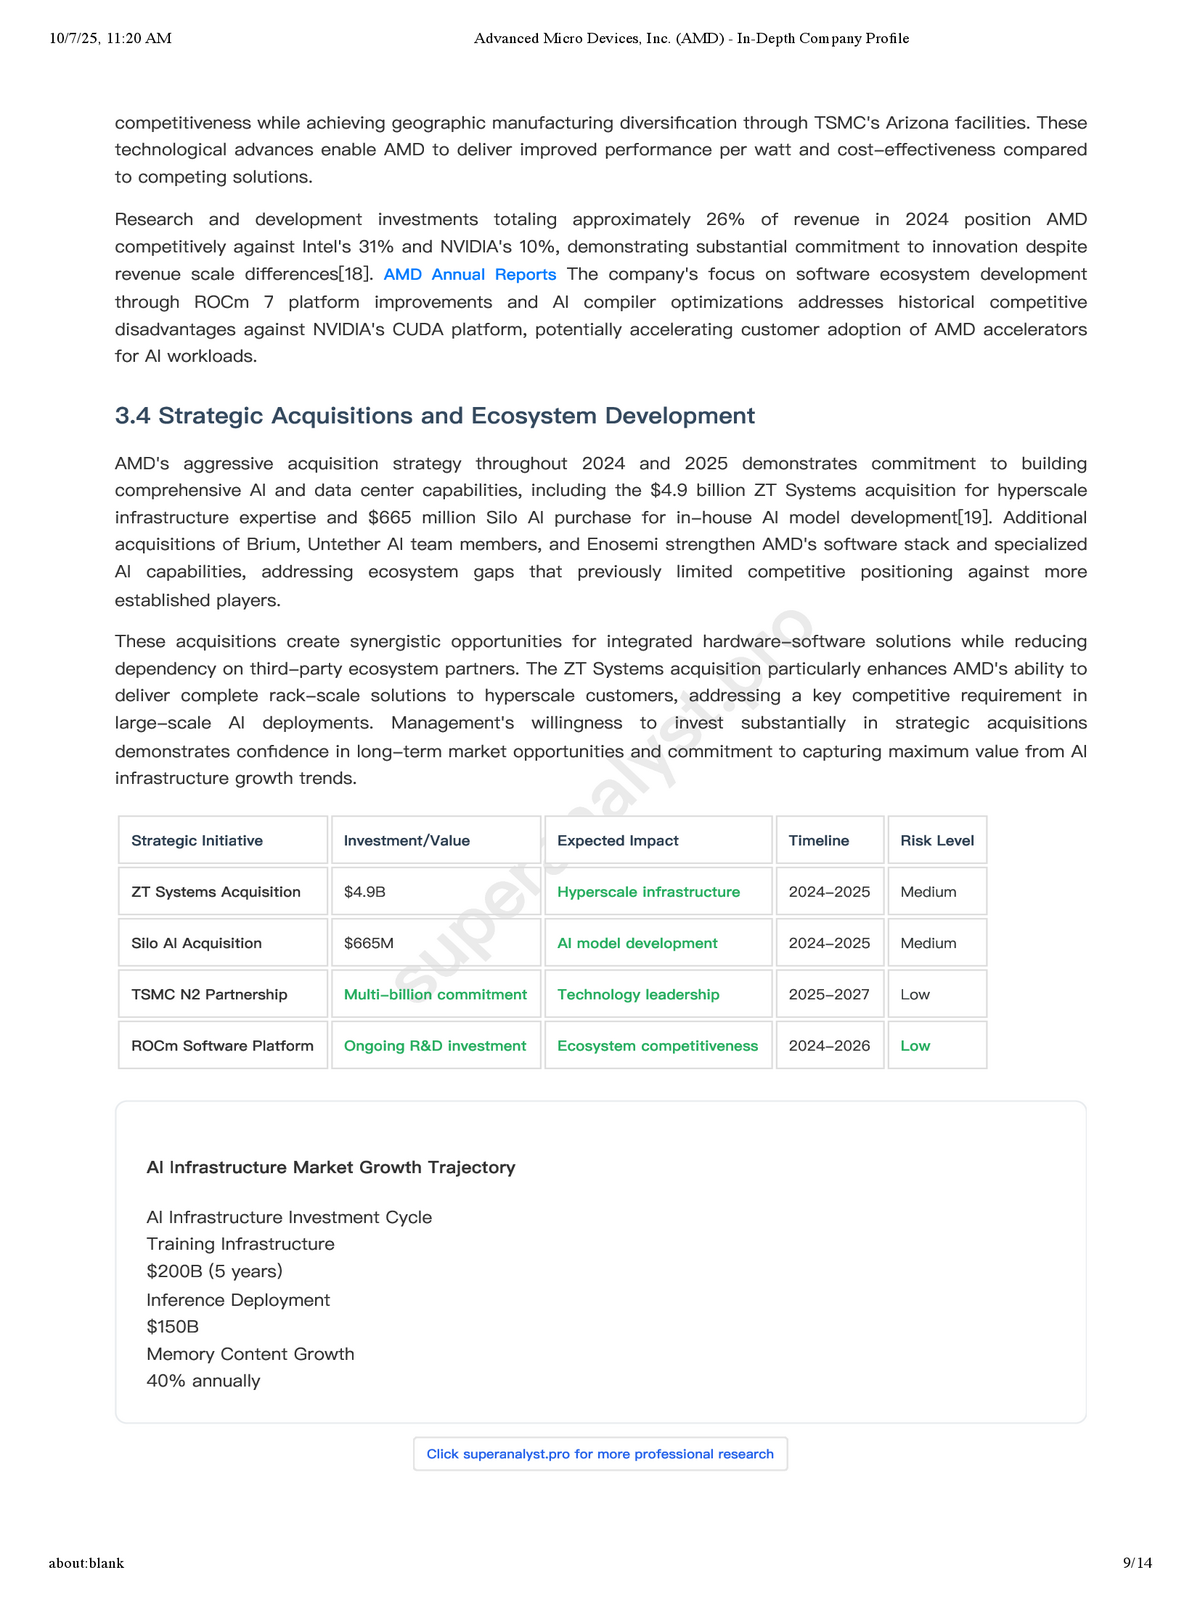 10/7/25, 11:20 AM
Advanced Micro Devices, Inc. (AMD) - In-Depth Company Profile
competitiveness while achieving geographic manufacturing diversification through TSMC's Arizona facilities. These
technological advances enable AMD to deliver improved performance per watt and cost-effectiveness compared
to competing solutions.
Research and development investments totaling approximately 26% of revenue in 2024 position AMD
competitively against Intel's 31% and NVIDIA's 10%, demonstrating substantial commitment to innovation despite
revenue scale differences[18]. AMD Annual Reports The company's focus on software ecosystem development
through ROCm 7 platform improvements and AI compiler optimizations addresses historical competitive
disadvantages against NVIDIA's CUDA platform, potentially accelerating customer adoption of AMD accelerators
for AI workloads.
3.4 Strategic Acquisitions and Ecosystem Development
AMD's aggressive acquisition strategy throughout 2024 and 2025 demonstrates commitment to building
comprehensive AI and data center capabilities, including the $4.9 billion ZT Systems acquisition for hyperscale
infrastructure expertise and $665 million Silo AI purchase for in-house AI model development[19]. Additional
acquisitions of Brium, Untether AI team members, and Enosemi strengthen AMD's software stack and specialized
AI capabilities, addressing ecosystem gaps that previously limited competitive positioning against more
established players.
These acquisitions create synergistic opportunities for integrated hardware-software solutions while reducing
dependency on third-party ecosystem partners. The ZT Systems acquisition particularly enhances AMD's ability to
deliver complete rack-scale solutions to hyperscale customers, addressing a key competitive requirement in
large-scale AI deployments. Management's willingness to invest substantially in strategic acquisitions
demonstrates confidence in long-term market opportunities and commitment to capturing maximum value from AI
infrastructure growth trends.
superanalyst.pro
Strategic Initiative Investment/Value Expected Impact Timeline Risk Level
ZT Systems Acquisition $4.9B Hyperscale infrastructure 2024-2025 Medium
Silo AI Acquisition $665M AI model development 2024-2025 Medium
TSMC N2 Partnership Multi-billion commitment Technology leadership 2025-2027 Low
ROCm Software Platform Ongoing R&D investment Ecosystem competitiveness 2024-2026 Low
AI Infrastructure Market Growth Trajectory
AI Infrastructure Investment Cycle
Training Infrastructure
$200B (5 years)
Inference Deployment
$150B
Memory Content Growth
40% annually
Click superanalyst.pro for more professional research
about:blank
9/14